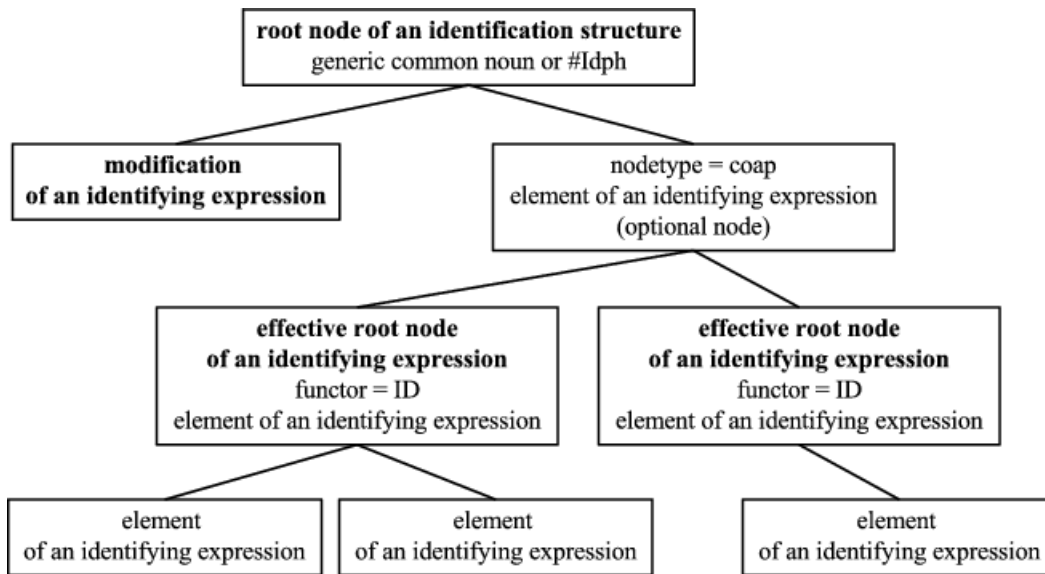 root node of an identification structure
generic common noun or #Idph
modification
of an identifying expression
nodetype = coap
element of an identifying expression
(optional node)
effective root node
of an identifying expression
functor = ID
element of an identifying expression
effective root node
of an identifying expression
functor = ID
element of an identifying expression
element
of an identifying expression
element
of an identifying expression
element
of an identifying expression